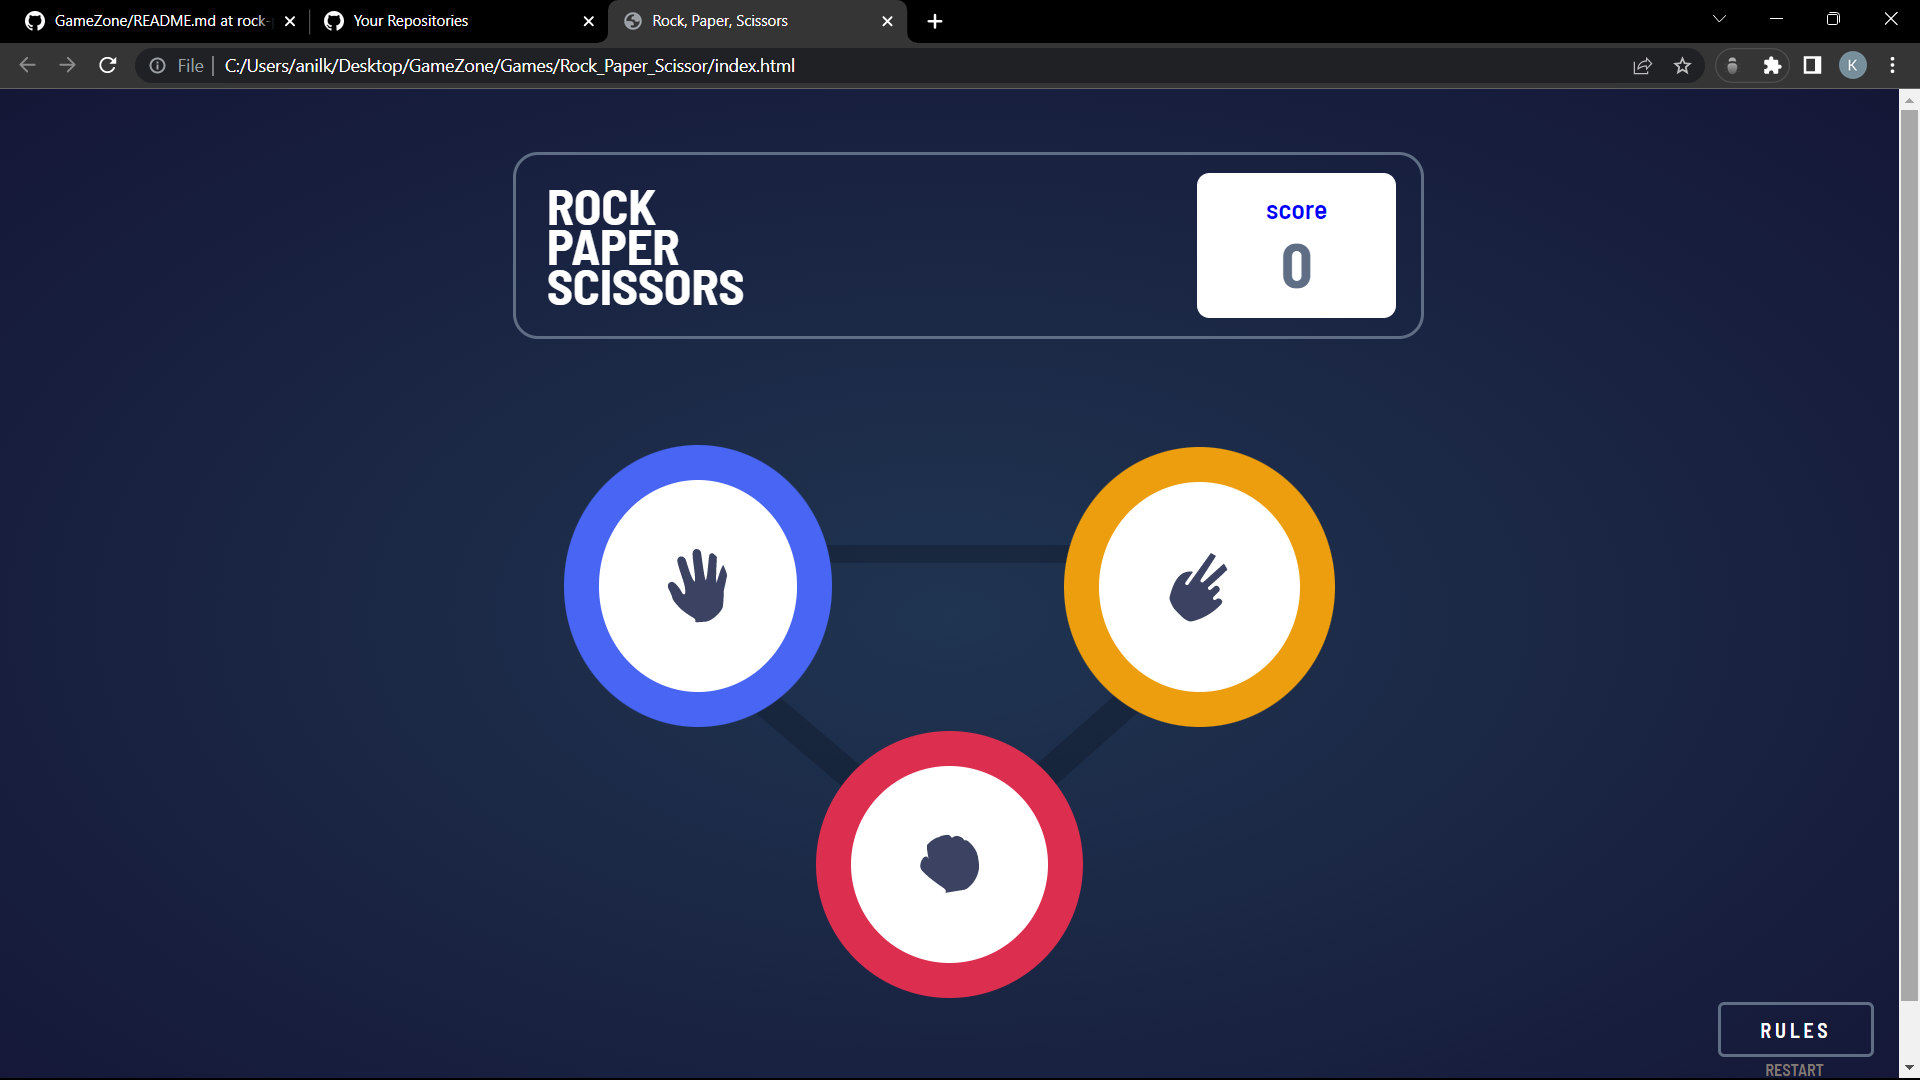 GameZone/README.md at rock-
Your Repositories
Rock, Paper, Scissors
File
C:/Users/anilk/Desktop/GameZone/Games/Rock_Paper_Scissor/index.html
K
ROCK
PAPER
SCISSORS
score
0
RULES
RESTART